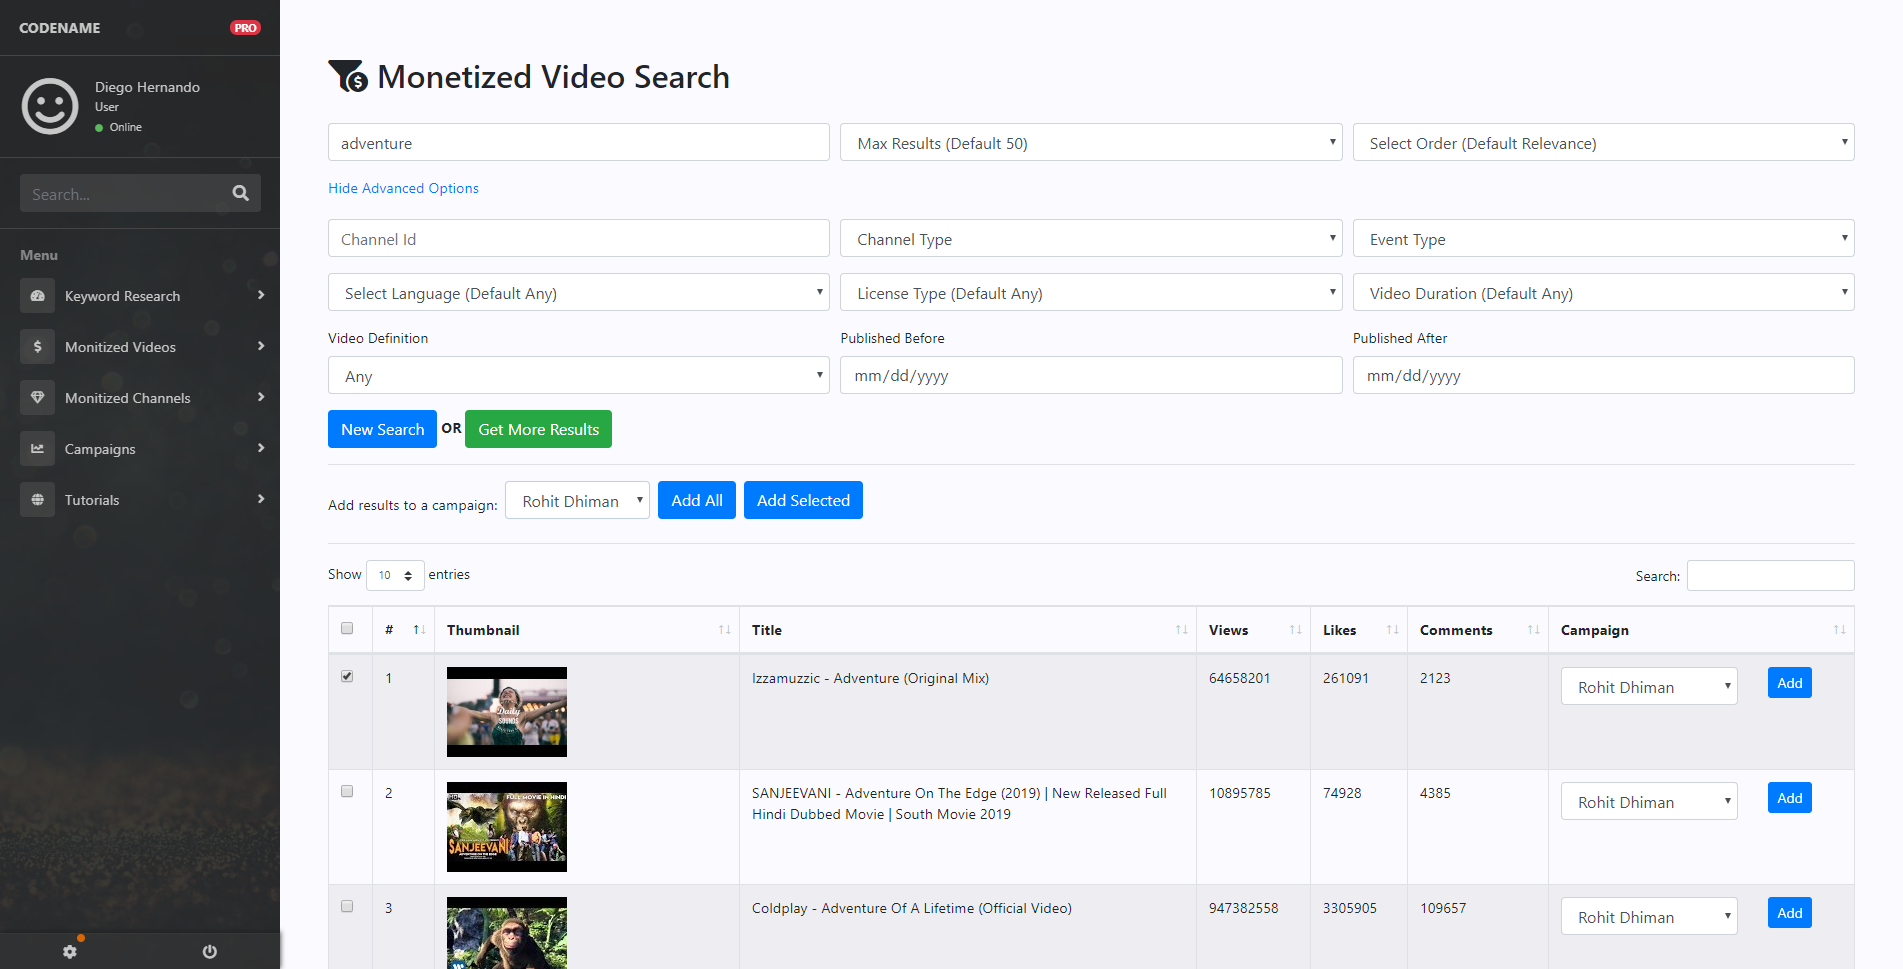 CODENAME
PRO
Diego Hernando
User
Online
Search...
Menu
Keyword Research
Monitized Videos
Monitized Channels
Campaigns
Tutorials
Monetized Video Search
adventure
Max Results (Default 50)
Select Order (Default Relevance)
Hide Advanced Options
Channel Id
Channel Type
Event Type
Select Language (Default Any)
License Type (Default Any)
Video Duration (Default Any)
Video Definition
Published Before
Published After
Any
mm/dd/yyyy
mm/dd/yyyy
New Search OR Get More Results
Add results to a campaign: Rohit Dhiman Add All Add Selected
Show 10 entries
Search:
# Thumbnail Title Views Likes Comments Campaign
1 Izzamuzzic - Adventure (Original Mix) 64658201 261091 2123 Rohit Dhiman Add
Daily
SOUNDS
2 SANJEEVANI - Adventure On The Edge (2019) | New Released Full 10895785 74928 4385 Rohit Dhiman Add
Hindi Dubbed Movie | South Movie 2019
FULL MOVIE IN HINDI
SANJEEVANI
3 Coldplay - Adventure Of A Lifetime (Official Video) 947382558 3305905 109657 Rohit Dhiman Add